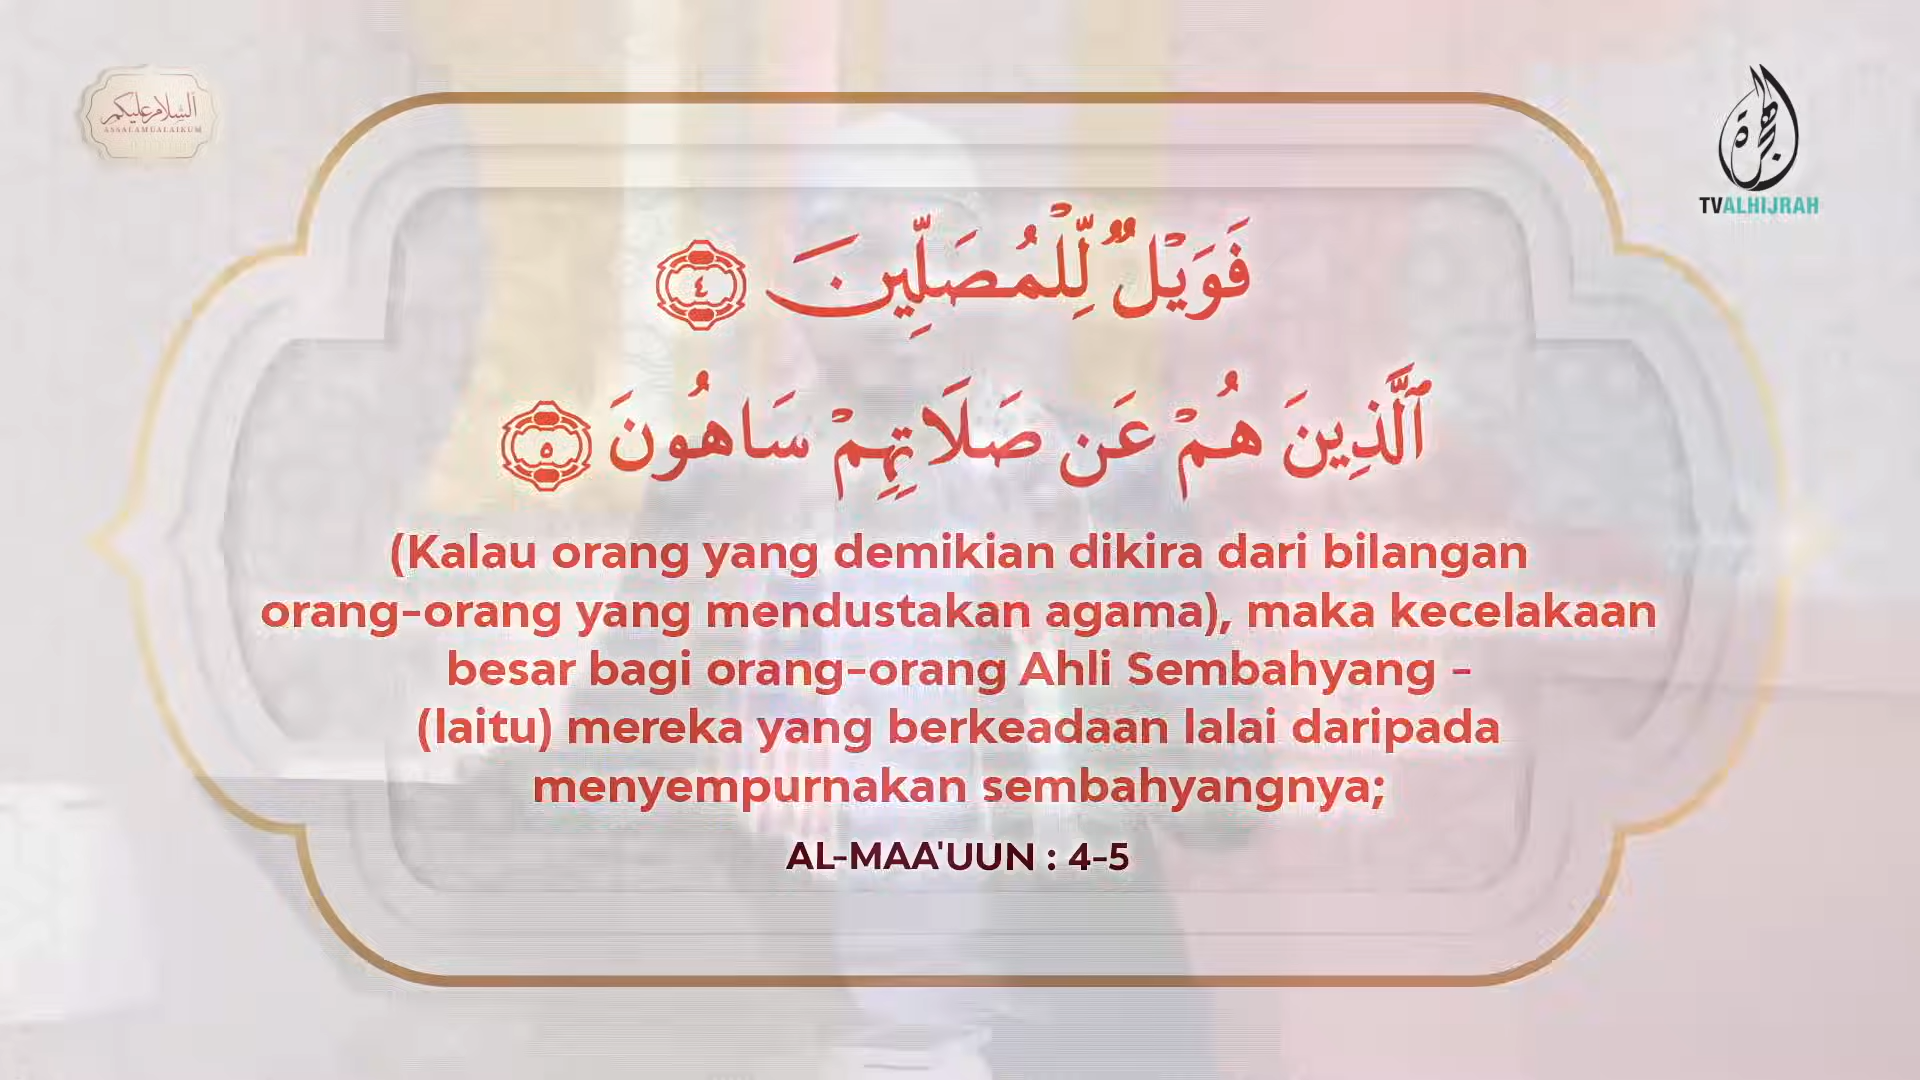 السلام عليكم
ASSALAMUALAIKUM
هجرة
TVALHIJRAH
فَوَيْلٌ لِّلْمُصَلِّينَ ٤
ٱلَّذِينَ هُمْ عَن صَلَاتِهِمْ سَاهُونَ ٥
(Kalau orang yang demikian dikira dari bilangan
orang-orang yang mendustakan agama), maka kecelakaan
besar bagi orang-orang Ahli Sembahyang -
(laitu) mereka yang berkeadaan lalai daripada
menyempurnakan sembahyangnya;
AL-MAA'UUN : 4-5